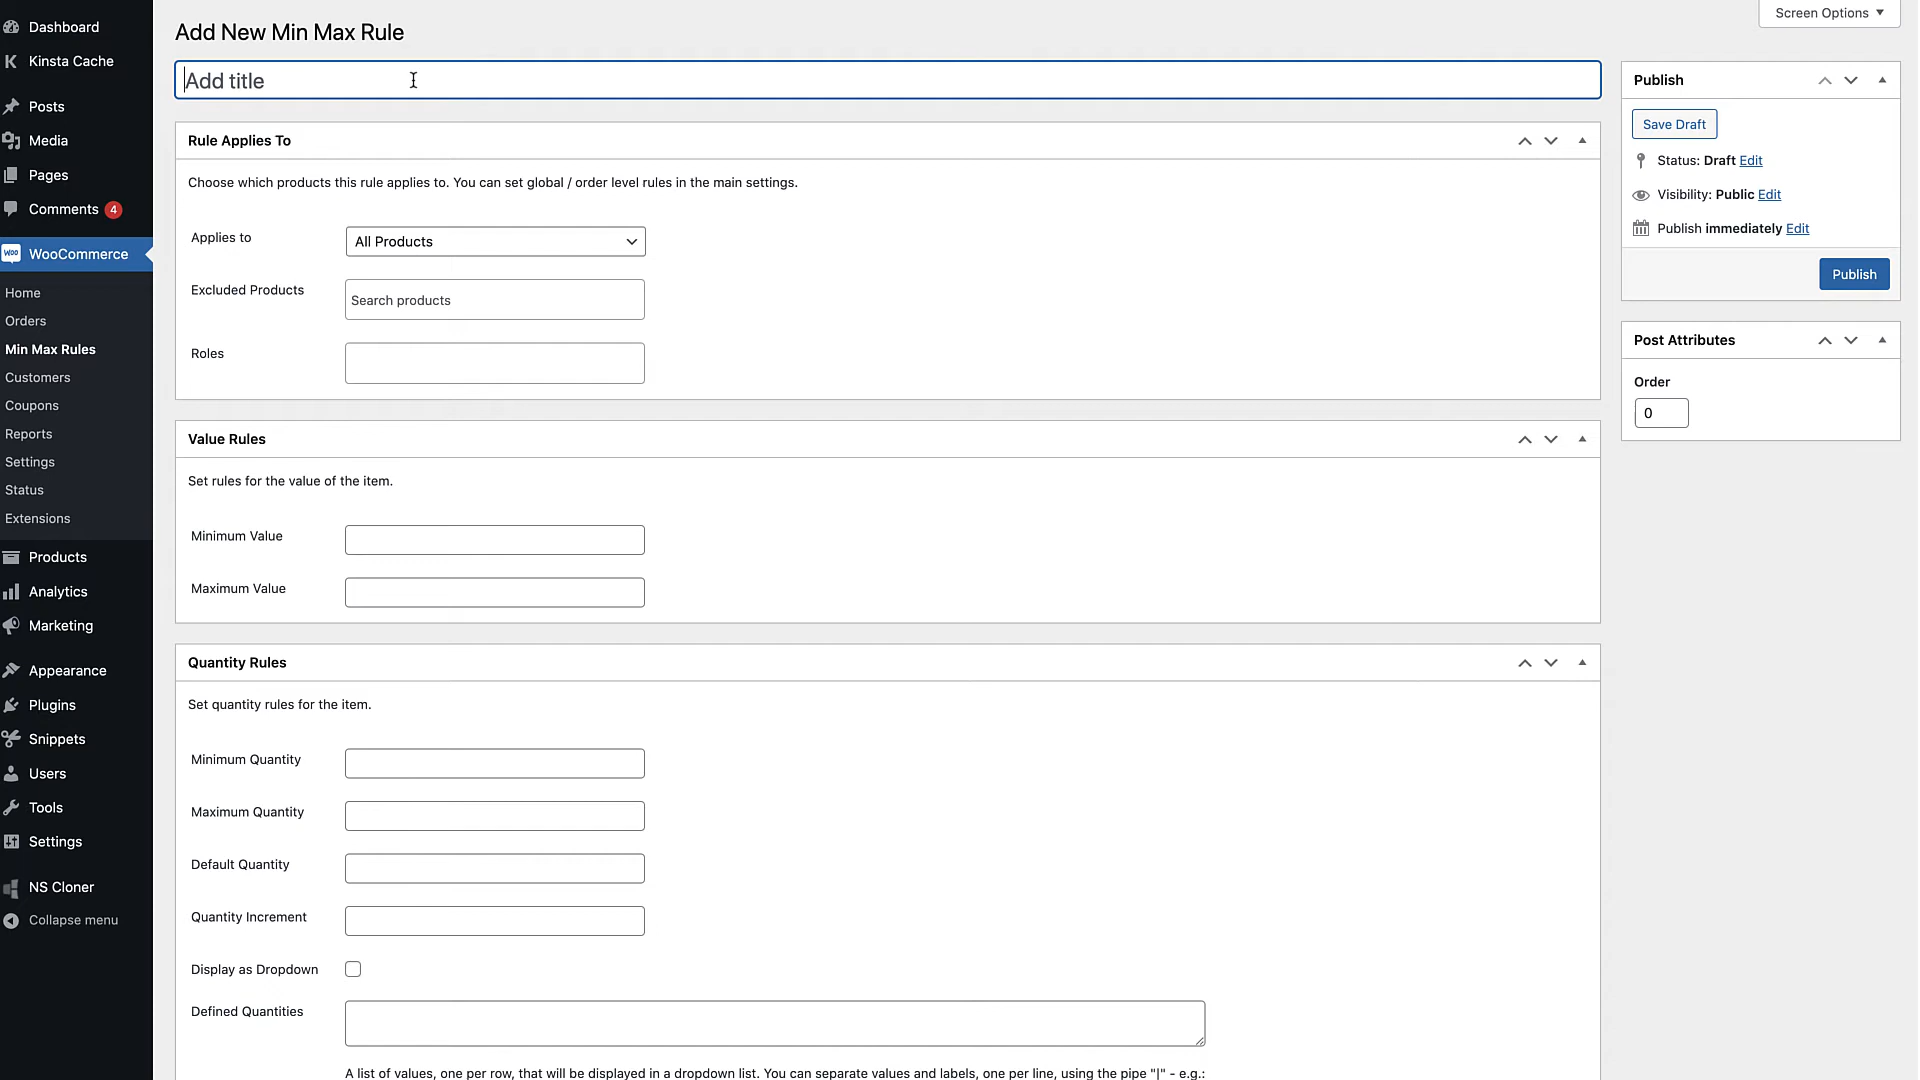 Dashboard
Kinsta Cache
Posts
Media
Pages
Comments 4
WooCommerce
Home
Orders
Min Max Rules
Customers
Coupons
Reports
Settings
Status
Extensions
Products
Analytics
Marketing
Appearance
Plugins
Snippets
Users
Tools
Settings
NS Cloner
Collapse menu
Screen Options
Add New Min Max Rule
Add title
Rule Applies To
Choose which products this rule applies to. You can set global / order level rules in the main settings.
Applies to All Products
Excluded Products Search products
Roles
Value Rules
Set rules for the value of the item.
Minimum Value
Maximum Value
Quantity Rules
Set quantity rules for the item.
Minimum Quantity
Maximum Quantity
Default Quantity
Quantity Increment
Display as Dropdown
Defined Quantities
A list of values, one per row, that will be displayed in a dropdown list. You can separate values and labels, one per line, using the pipe "|" - e.g.:
Publish
Save Draft
Status: Draft Edit
Visibility: Public Edit
Publish immediately Edit
Publish
Post Attributes
Order
0